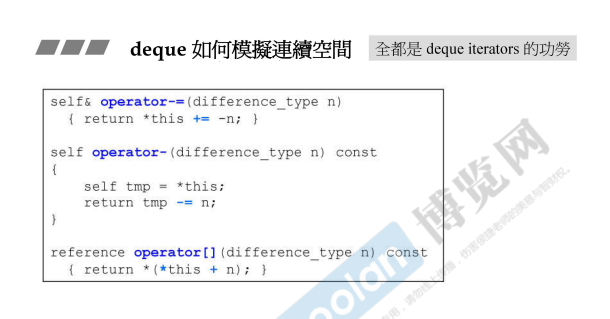 deque 如何模擬連續空間
全都是 deque iterators 的功勞
self& operator-=(difference_type n)
{ return *this += -n; }
self operator-(difference_type n) const
{
self tmp = *this;
return tmp -= n;
}
reference operator[](difference_type n) const
{ return *(*this + n); }
博览网
boolan